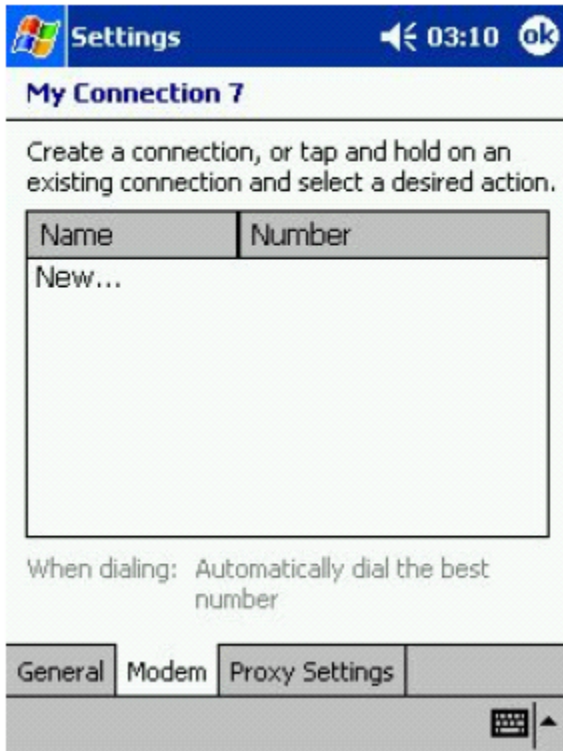 Settings 03:10 ok
My Connection 7
Create a connection, or tap and hold on an
existing connection and select a desired action.
Name Number
New...
When dialing: Automatically dial the best
number
General Modem Proxy Settings